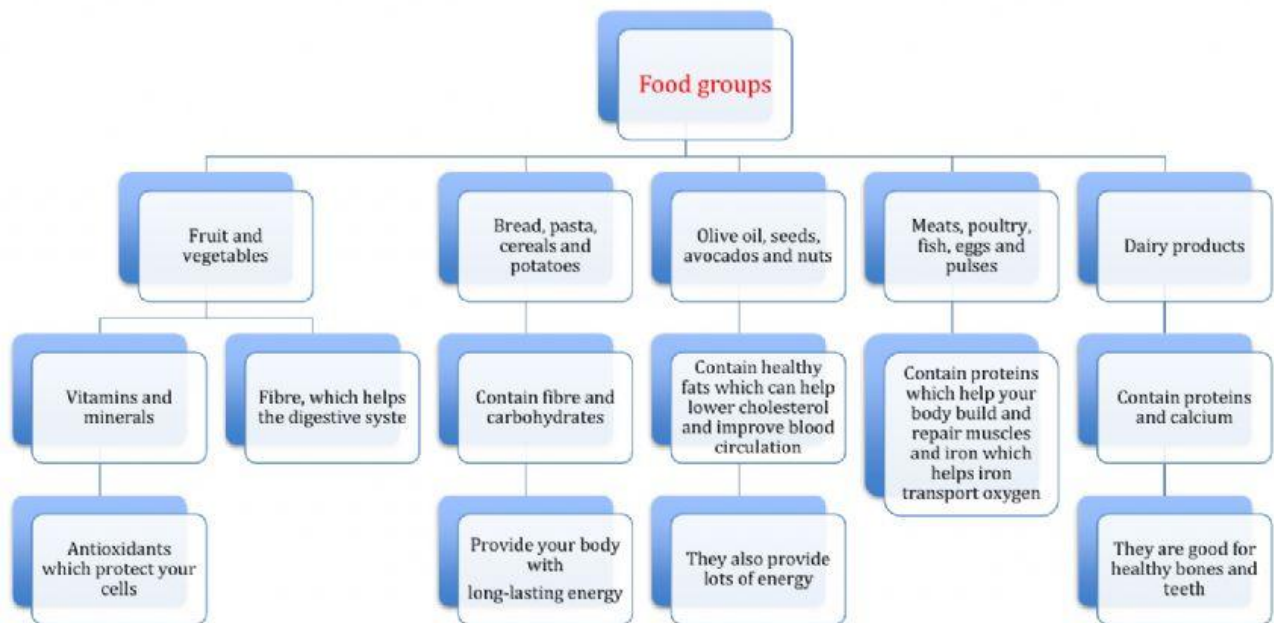 Food groups
Fruit and
vegetables
Bread, pasta,
cereals and
potatoes
Olive oil, seeds,
avocados and nuts
Meats, poultry,
fish, eggs and
pulses
Dairy products
Vitamins and
minerals
Fibre, which helps
the digestive syste
Contain fibre and
carbohydrates
Contain healthy
fats which can help
lower cholesterol
and improve blood
circulation
Contain proteins
which help your
body build and
repair muscles
and iron which
helps iron
transport oxygen
Contain proteins
and calcium
Antioxidants
which protect your
cells
Provide your body
with
long-lasting energy
They also provide
lots of energy
They are good for
healthy bones and
teeth